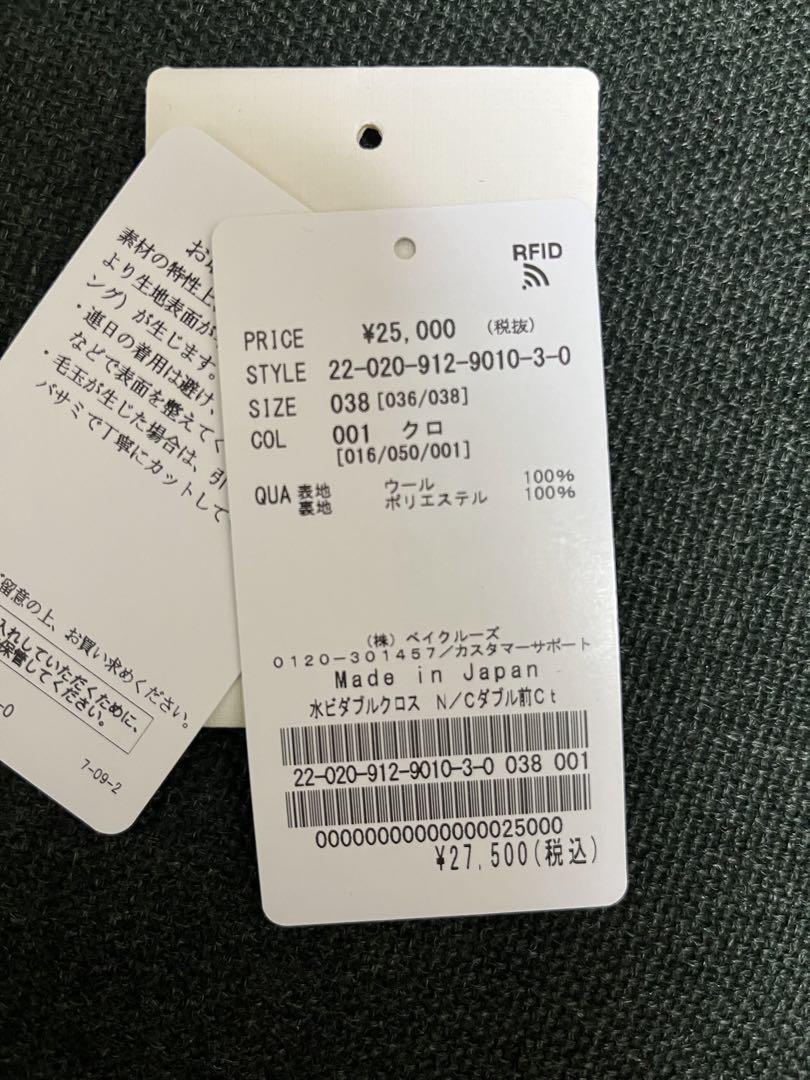 お
素材の特性上
より生地表面が
ング）が生じます。
・連日の着用は避け、
などで表面を整えてく
・毛玉が生じた場合は、引
バサミで丁寧にカットして
留意の上、お買い求めください。
入れしていただくために、
保管してください。
-0
7-09-2
RFID
PRICE ¥25,000 （税抜）
STYLE 22-020-912-9010-3-0
SIZE 038 [036/038]
COL 001 クロ
[016/050/001]
QUA 表地 ウール 100%
裏地 ポリエステル 100%
（株）ベイクルーズ
0120-301457/カスタマーサポート
Made in Japan
水ビダブルクロス N/Cダブル前Ct
22-020-912-9010-3-0 038 001
00000000000000025000
¥27,500(税込)